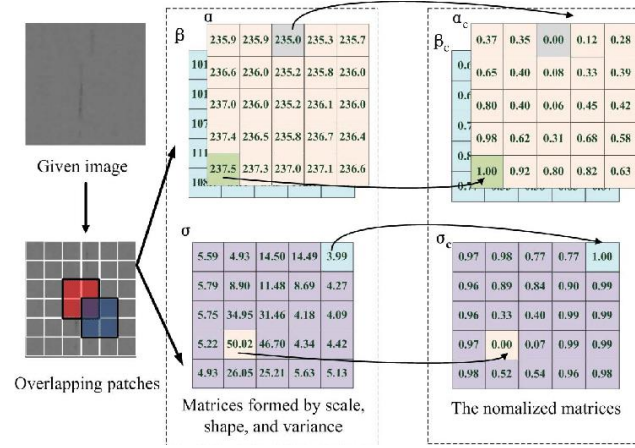 α
β
235.9 235.9 235.0 235.3 235.7
236.6 236.0 235.2 235.8 236.0
237.0 236.0 235.2 236.1 236.0
237.4 236.5 235.8 236.7 236.4
237.5 237.3 237.0 237.1 236.6
101
101
107
111
108
α_c
β_c
0.37 0.35 0.00 0.12 0.28
0.65 0.40 0.08 0.33 0.39
0.80 0.40 0.06 0.45 0.42
0.98 0.62 0.31 0.68 0.58
1.00 0.92 0.80 0.82 0.63
Given image
σ
5.59 4.93 14.50 14.49 3.99
5.79 8.90 11.48 8.69 4.27
5.75 34.95 31.46 4.18 4.09
5.22 50.02 46.70 4.34 4.42
4.93 26.05 25.21 5.63 5.13
σ_c
0.97 0.98 0.77 0.77 1.00
0.96 0.89 0.84 0.90 0.99
0.96 0.33 0.40 0.99 0.99
0.97 0.00 0.07 0.99 0.99
0.98 0.52 0.54 0.96 0.98
Overlapping patches
Matrices formed by scale,
shape, and variance
The nomalized matrices